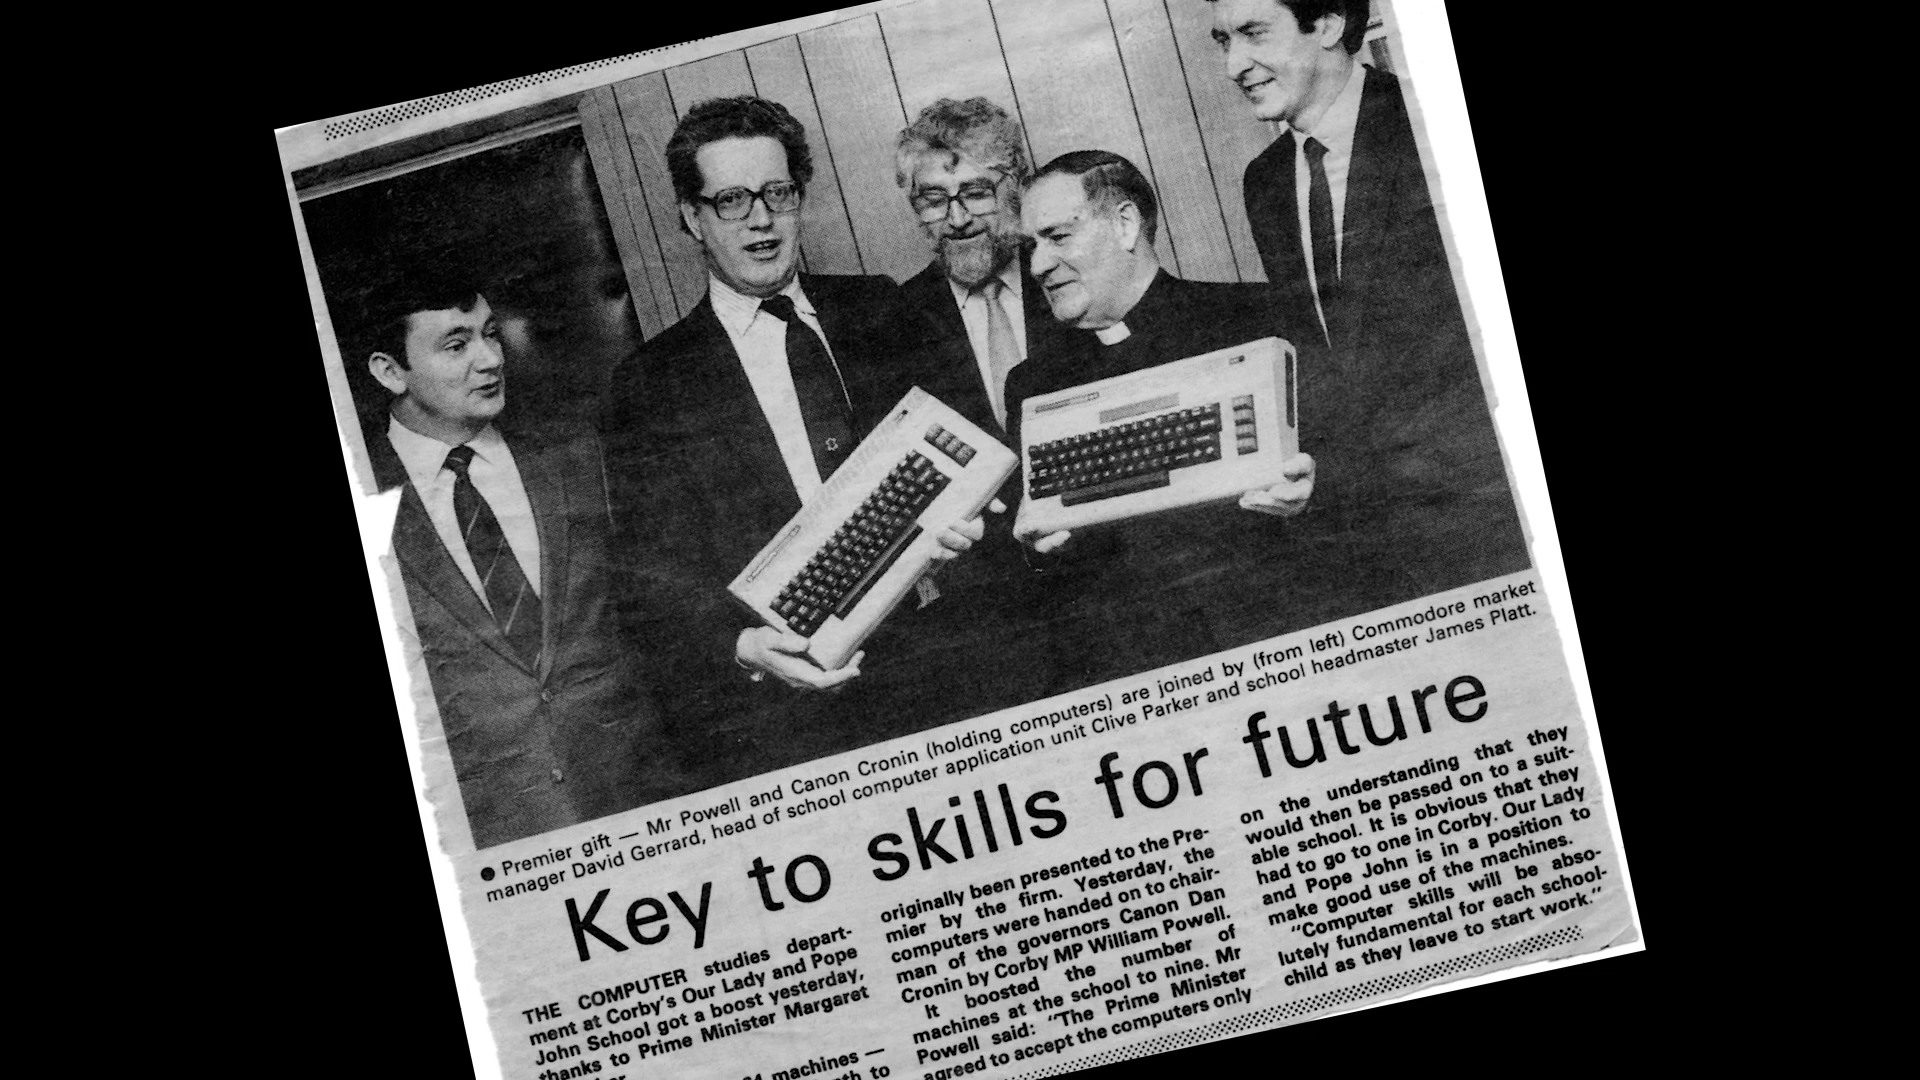 ● Premier gift — Mr Powell and Canon Cronin (holding computers) are joined by (from left) Commodore market
manager David Gerrard, head of school computer application unit Clive Parker and school headmaster James Platt.
Key to skills for future
THE COMPUTER studies depart-
ment at Corby's Our Lady and Pope
John School got a boost yesterday,
thanks to Prime Minister Margaret
machines —
to
originally been presented to the Pre-
mier by the firm. Yesterday, the
computers were handed on to chair-
man of the governors Canon Dan
Cronin by Corby MP William Powell.
It boosted the number of
machines at the school to nine. Mr
Powell said: "The Prime Minister
agreed to accept the computers only
on the understanding that they
would then be passed on to a suit-
able school. It is obvious that they
had to go to one in Corby. Our Lady
and Pope John is in a position to
make good use of the machines.
"Computer skills will be abso-
lutely fundamental for each school-
child as they leave to start work."